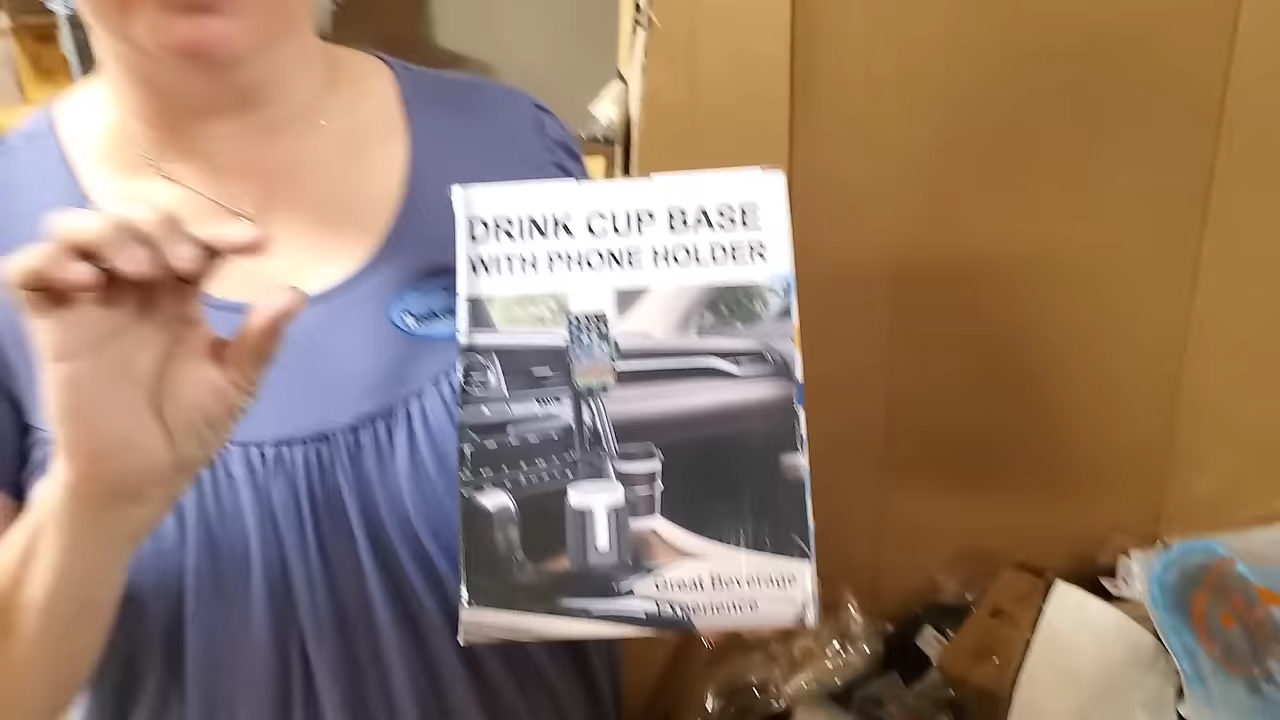 DRINK CUP BASE
WITH PHONE HOLDER
Great Beverage
Experience